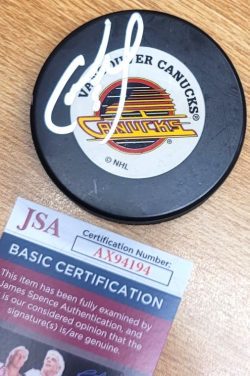 VANCOUVER CANUCKS
CANUCKS
© NHL
JSA
Certification Number
AX94194
BASIC CERTIFICATION
This item has been fully examined by
James Spence Authentication, and
is our considered opinion that the
signature(s) is/are genuine.